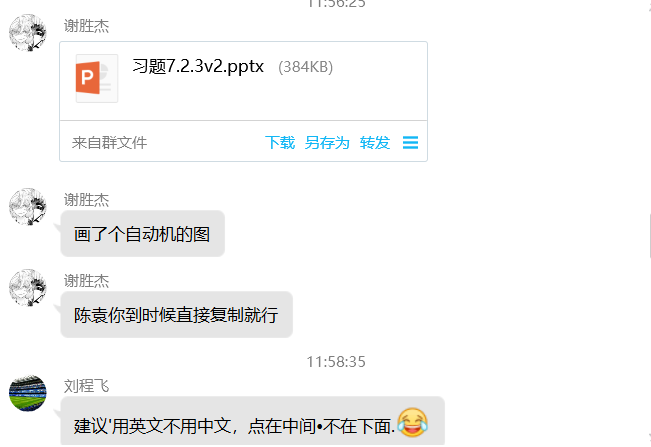 11:56:25
谢胜杰
习题7.2.3v2.pptx (384KB)
P
来自群文件 下载 另存为 转发
谢胜杰
画了个自动机的图
谢胜杰
陈袁你到时候直接复制就行
11:58:35
刘程飞
建议'用英文不用中文，点在中间•不在下面.😂